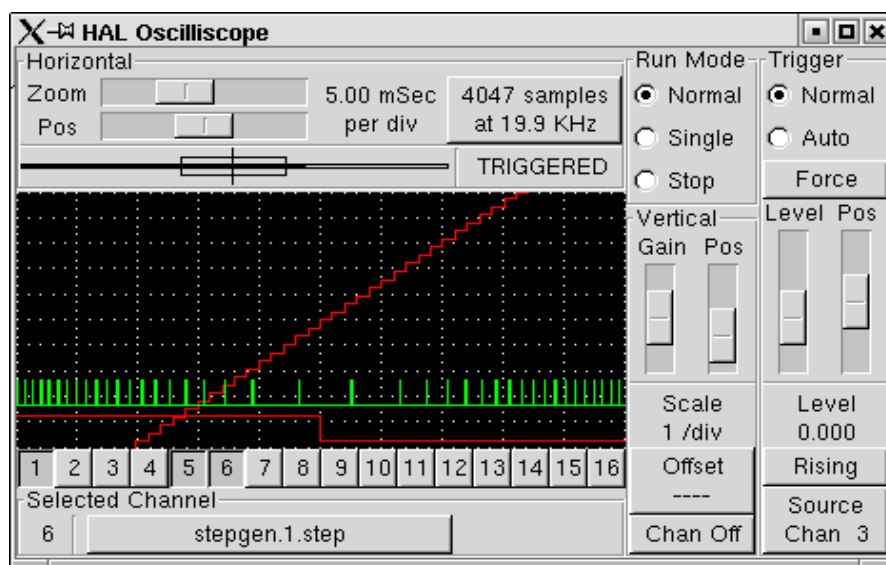 HAL Oscilliscope
Horizontal
Zoom
Pos
5.00 mSec
per div
4047 samples
at 19.9 KHz
TRIGGERED
Run Mode
Normal
Single
Stop
Trigger
Normal
Auto
Force
Level Pos
Vertical
Gain Pos
Scale
1 /div
Offset
----
Chan Off
Level
0.000
Rising
Source
Chan 3
1 2 3 4 5 6 7 8 9 10 11 12 13 14 15 16
Selected Channel
6 stepgen.1.step